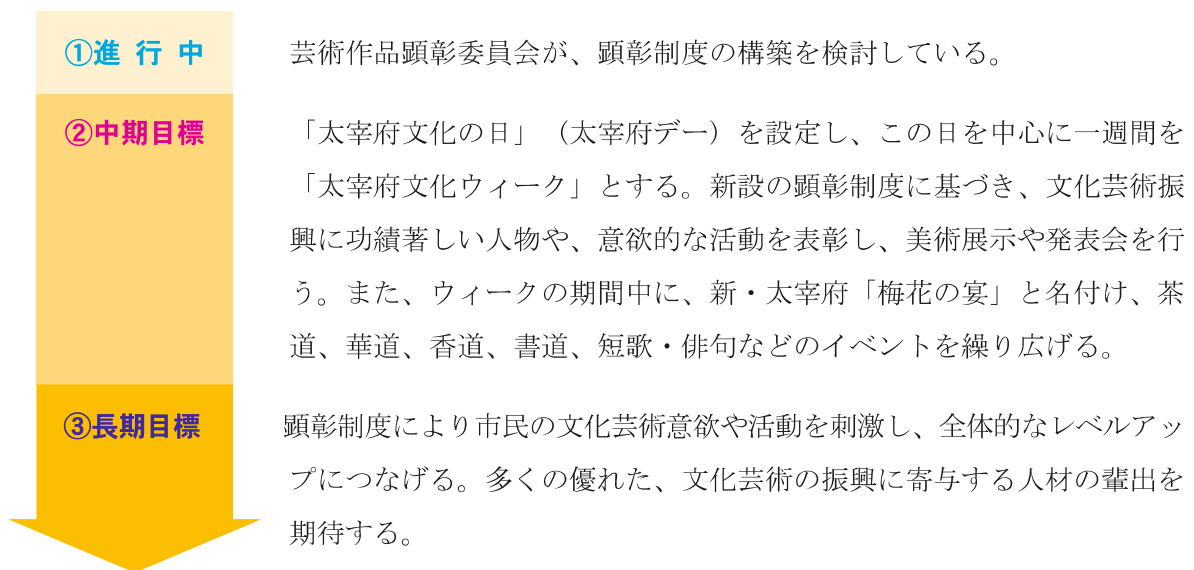 ①進行中
芸術作品顕彰委員会が、顕彰制度の構築を検討している。
②中期目標
「太宰府文化の日」（太宰府デー）を設定し、この日を中心に一週間を
「太宰府文化ウィーク」とする。新設の顕彰制度に基づき、文化芸術振
興に功績著しい人物や、意欲的な活動を表彰し、美術展示や発表会を行
う。また、ウィークの期間中に、新・太宰府「梅花の宴」と名付け、茶
道、華道、香道、書道、短歌・俳句などのイベントを繰り広げる。
③長期目標
顕彰制度により市民の文化芸術意欲や活動を刺激し、全体的なレベルアッ
プにつなげる。多くの優れた、文化芸術の振興に寄与する人材の輩出を
期待する。